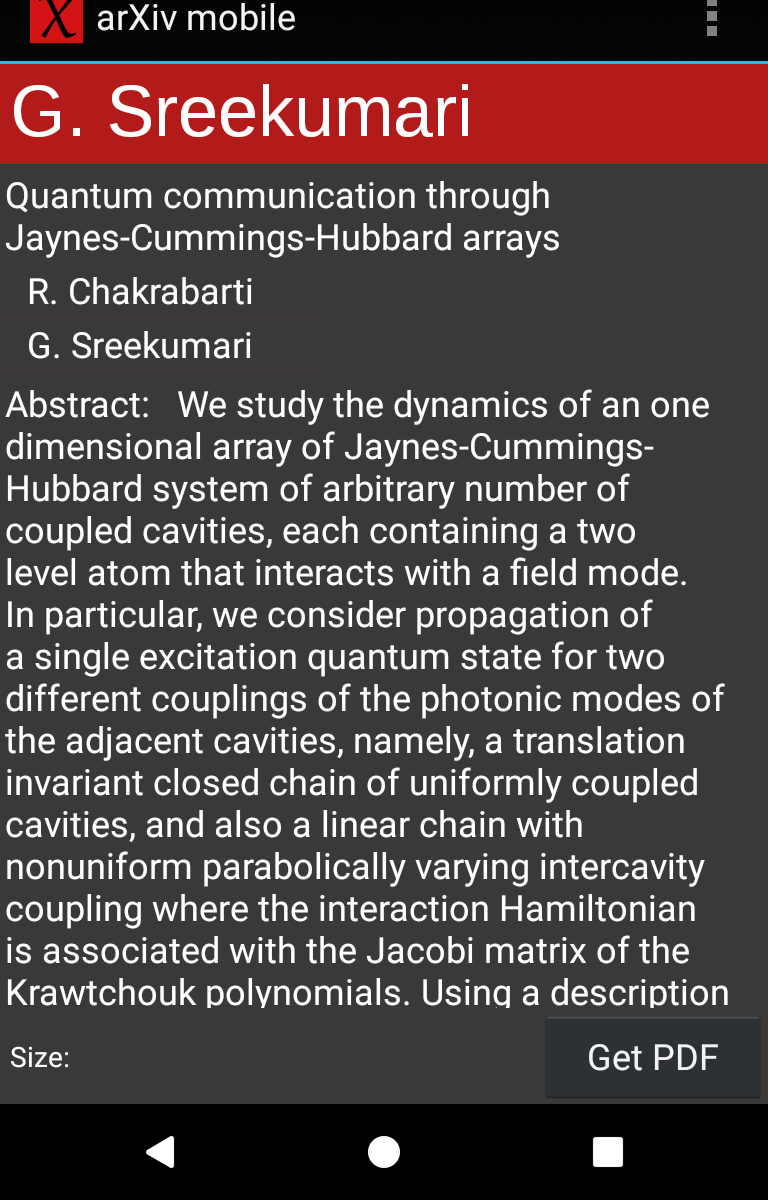 arXiv mobile
G. Sreekumari
Quantum communication through
Jaynes-Cummings-Hubbard arrays
R. Chakrabarti
G. Sreekumari
Abstract: We study the dynamics of an one
dimensional array of Jaynes-Cummings-
Hubbard system of arbitrary number of
coupled cavities, each containing a two
level atom that interacts with a field mode.
In particular, we consider propagation of
a single excitation quantum state for two
different couplings of the photonic modes of
the adjacent cavities, namely, a translation
invariant closed chain of uniformly coupled
cavities, and also a linear chain with
nonuniform parabolically varying intercavity
coupling where the interaction Hamiltonian
is associated with the Jacobi matrix of the
Krawtchouk polynomials. Using a description
Size:
Get PDF